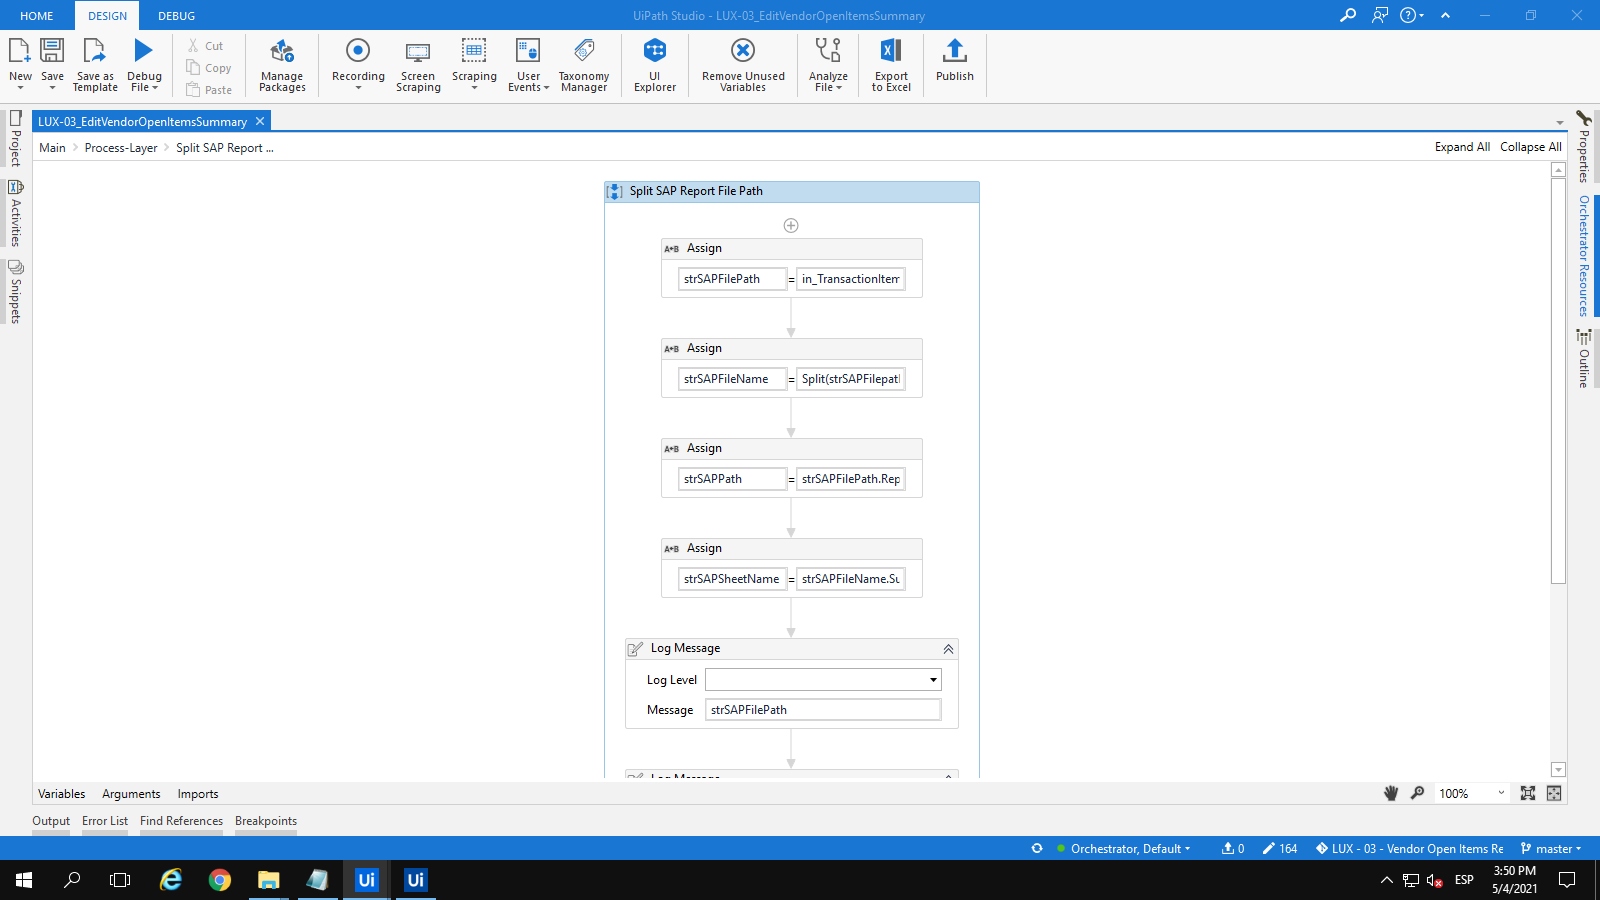 HOME DESIGN DEBUG UiPath Studio - LUX-03_EditVendorOpenItemsSummary
New Save Save as Template Debug File Cut Copy Paste Manage Packages Recording Screen Scraping Scraping User Events Taxonomy Manager UI Explorer Remove Unused Variables Analyze File Export to Excel Publish
LUX-03_EditVendorOpenItemsSummary
Main Process-Layer Split SAP Report ... Expand All Collapse All
Project
Activities
Snippets
Properties
Orchestrator Resources
Outline
Split SAP Report File Path
A+B Assign
strSAPFilePath = in_TransactionItem
A+B Assign
strSAPFileName = Split(strSAPFilepatl
A+B Assign
strSAPPath = strSAPFilePath.Rep
A+B Assign
strSAPSheetName = strSAPFileName.Su
Log Message
Log Level
Message strSAPFilePath
Log Message
Variables Arguments Imports 100%
Output Error List Find References Breakpoints
Orchestrator, Default 0 164 LUX - 03 - Vendor Open Items Re master
Ui Ui ESP 3:50 PM
5/4/2021